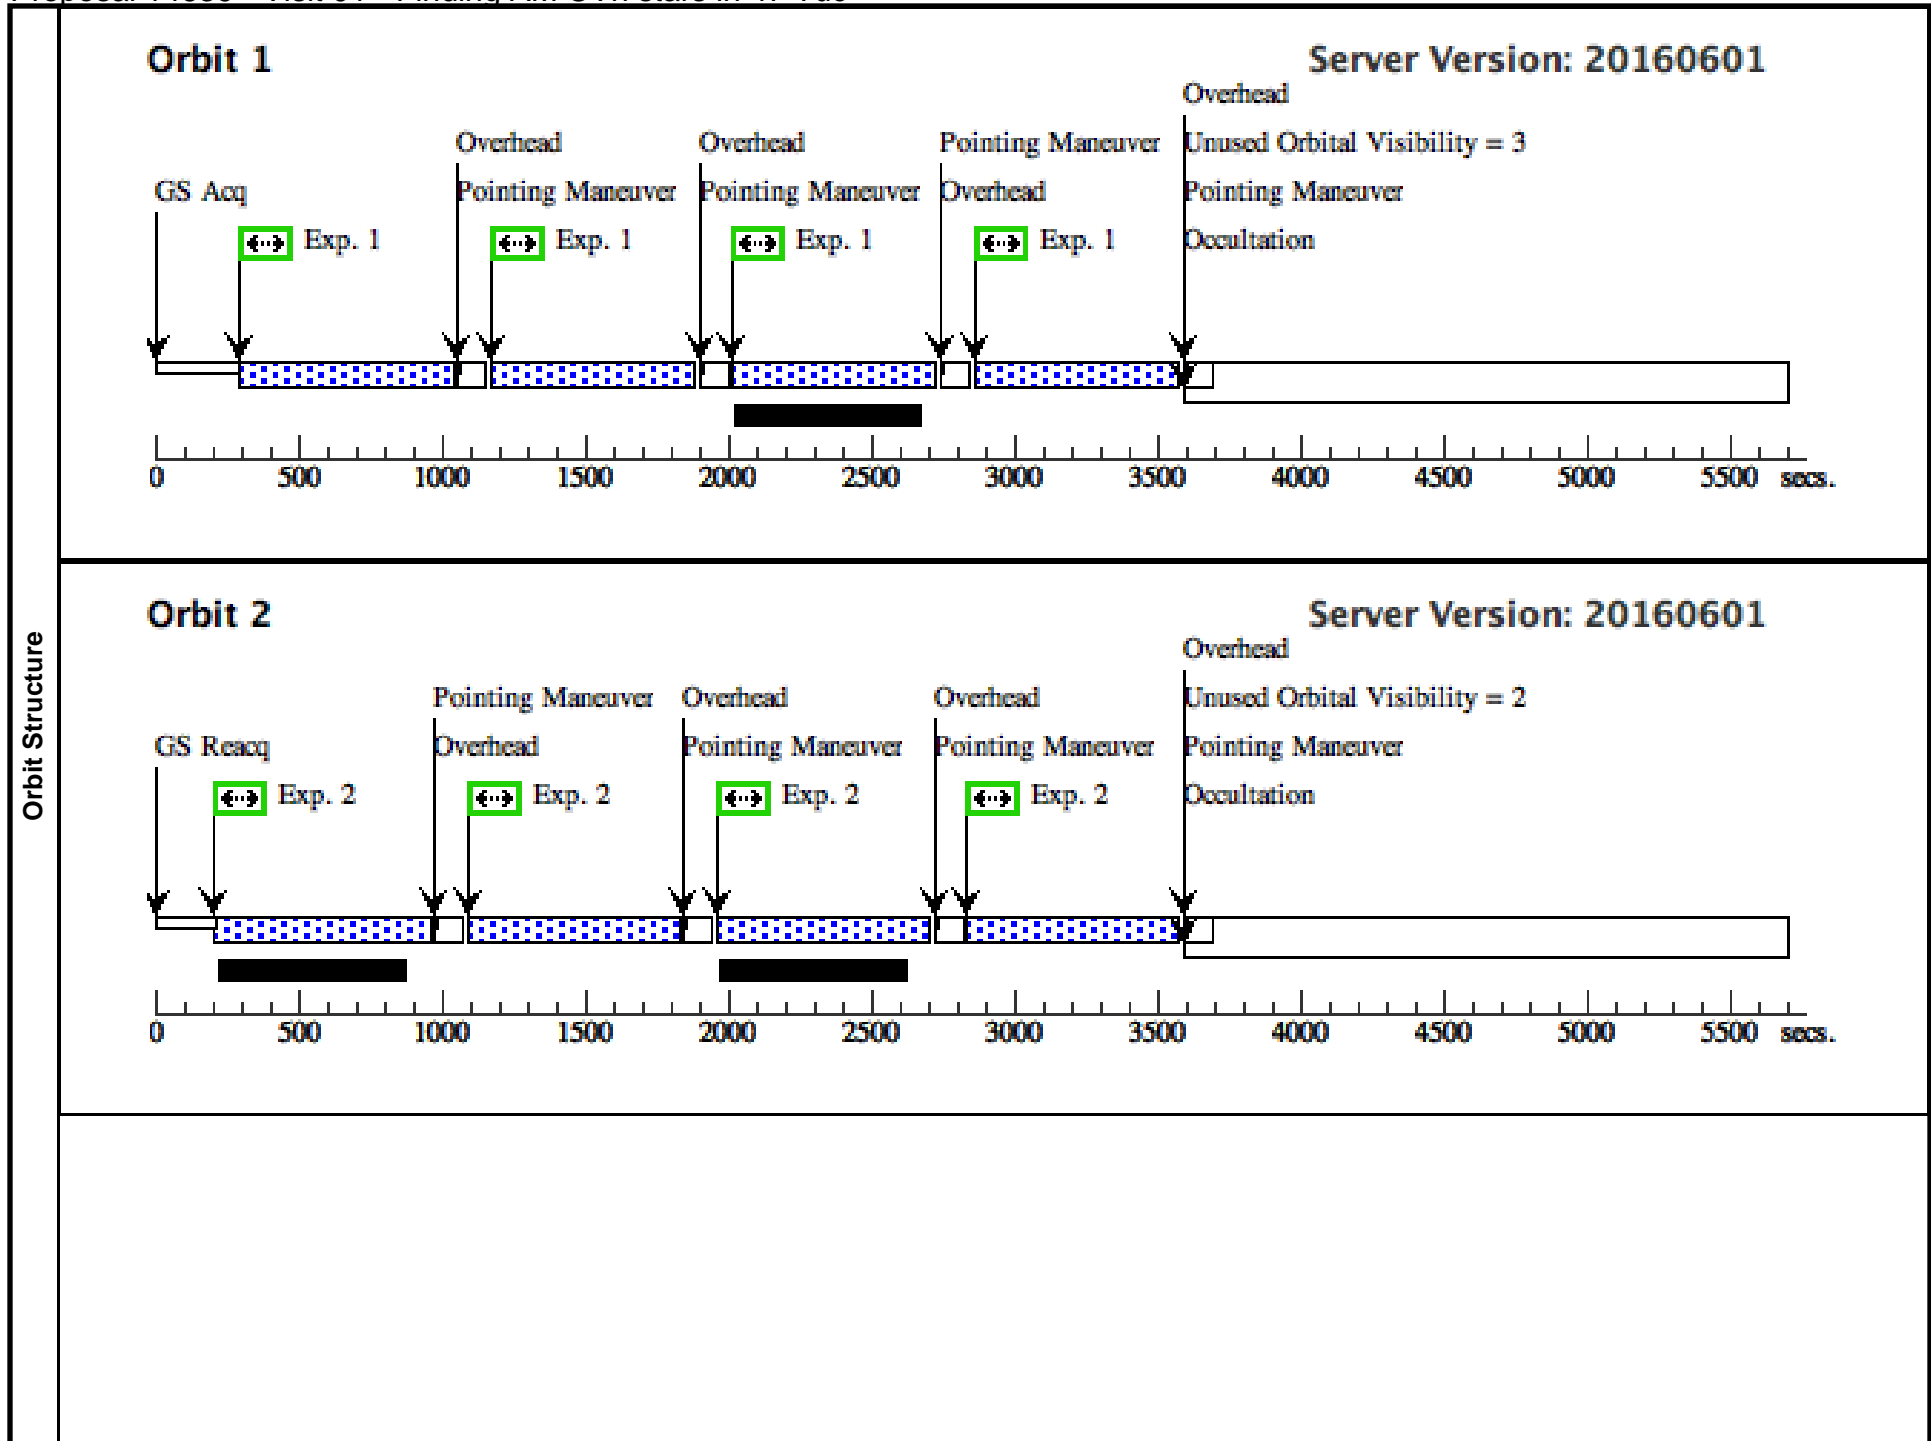 Orbit Structure
Orbit 1
Server Version: 20160601
Overhead
Overhead Overhead Pointing Maneuver Unused Orbital Visibility = 3
GS Acq Pointing Maneuver Pointing Maneuver Overhead Pointing Maneuver
Exp. 1 Exp. 1 Exp. 1 Exp. 1 Occultation
0 500 1000 1500 2000 2500 3000 3500 4000 4500 5000 5500 secs.
Orbit 2
Server Version: 20160601
Overhead
Pointing Maneuver Overhead Overhead Unused Orbital Visibility = 2
GS Reacq Overhead Pointing Maneuver Pointing Maneuver Pointing Maneuver
Exp. 2 Exp. 2 Exp. 2 Exp. 2 Occultation
0 500 1000 1500 2000 2500 3000 3500 4000 4500 5000 5500 secs.